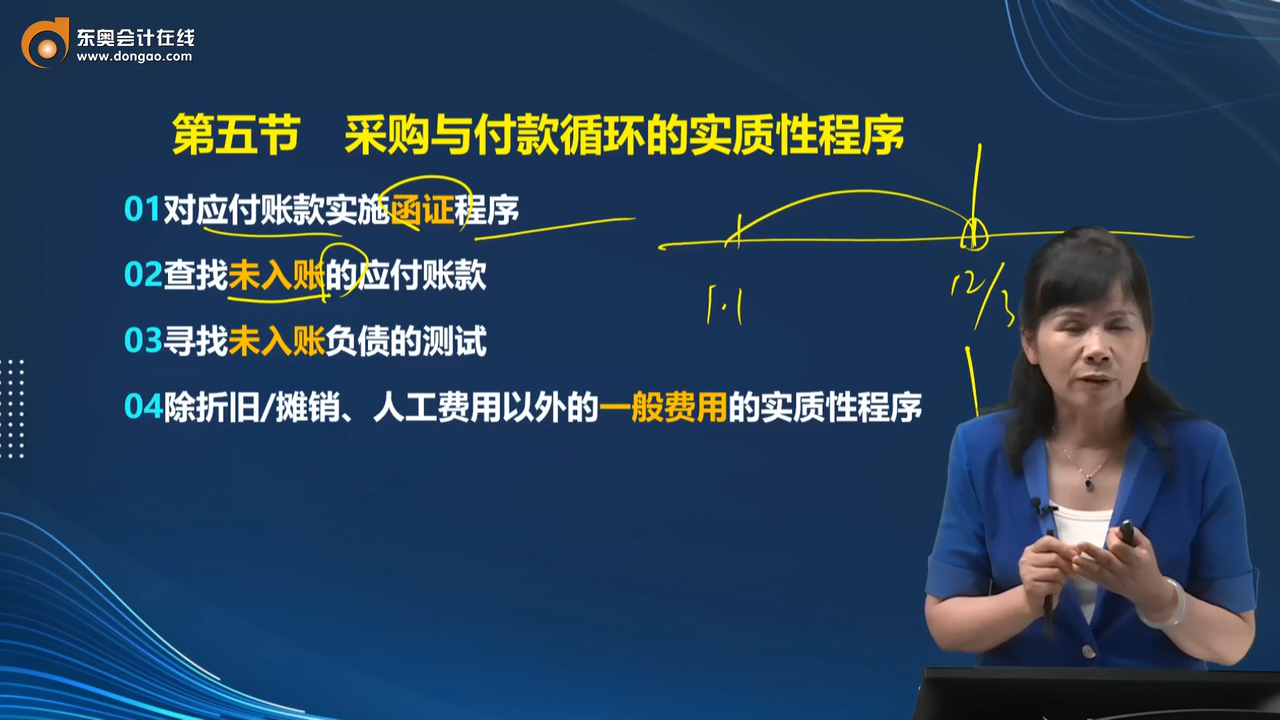 东奥会计在线
www.dongao.com
第五节 采购与付款循环的实质性程序
01对应付账款实施函证程序
02查找未入账的应付账款
03寻找未入账负债的测试
04除折旧/摊销、人工费用以外的一般费用的实质性程序
1.1
12/3